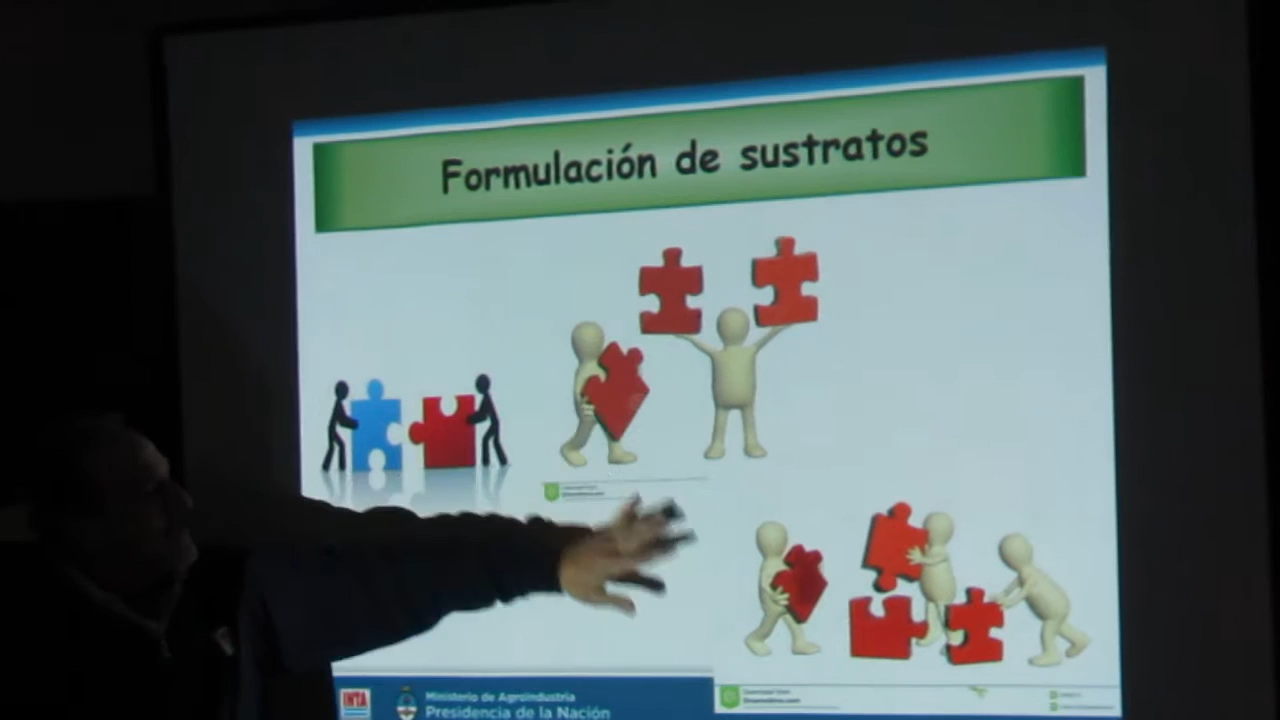 Formulación de sustratos
INTA
Ministerio de Agroindustria
Presidencia de la Nación